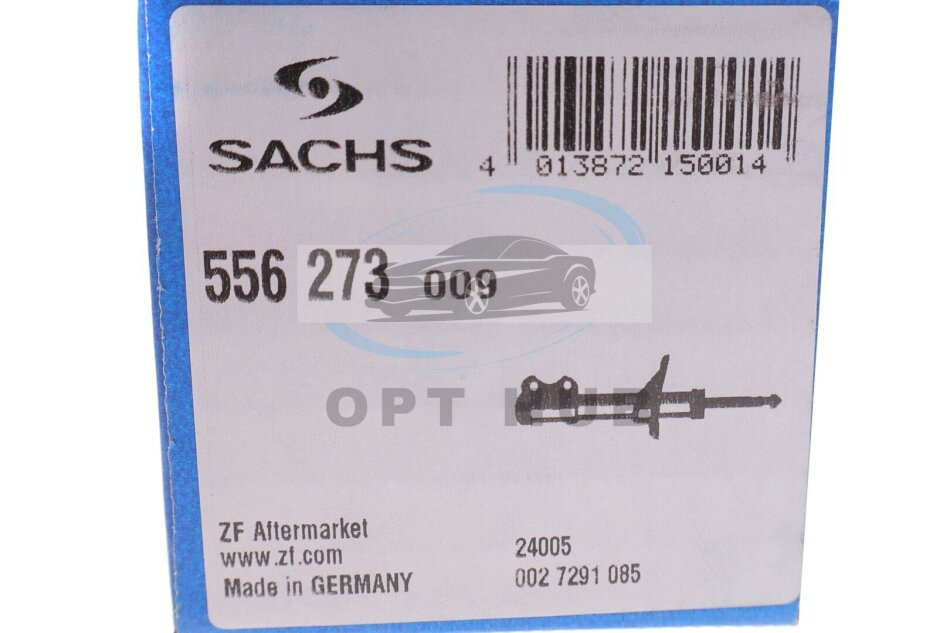 SACHS
4 013872 150014
556 273 009
OPT HUB
ZF Aftermarket
www.zf.com
Made in GERMANY
24005
002 7291 085